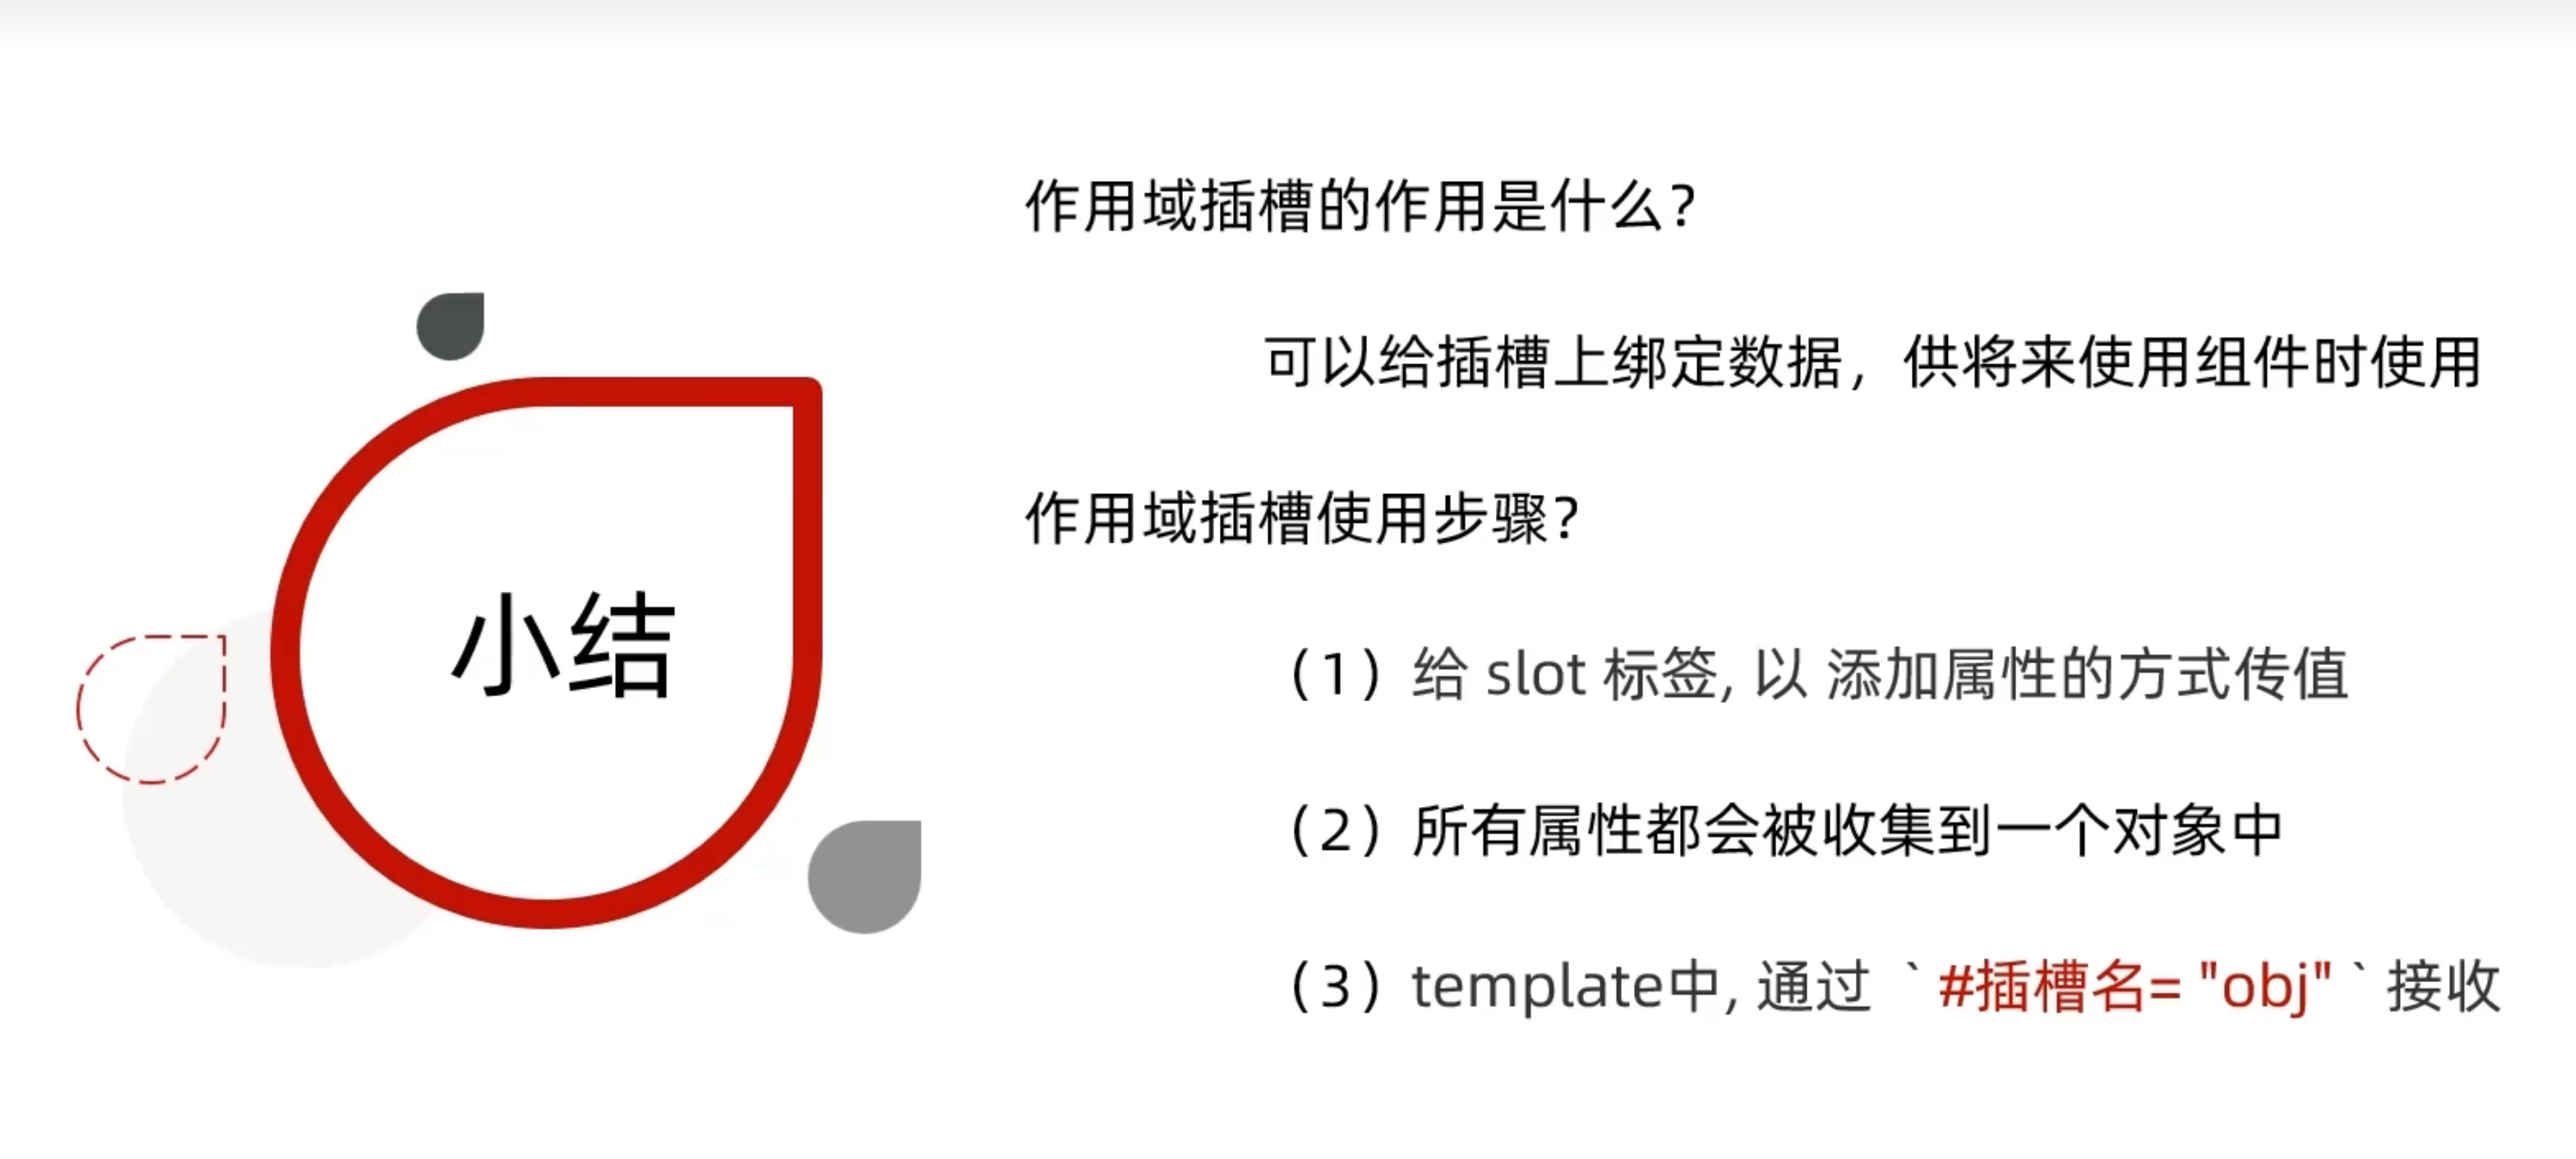 小结
作用域插槽的作用是什么?
可以给插槽上绑定数据，供将来使用组件时使用
作用域插槽使用步骤?
（1）给 slot 标签, 以 添加属性的方式传值
（2）所有属性都会被收集到一个对象中
（3）template中, 通过 `#插槽名= "obj"` 接收